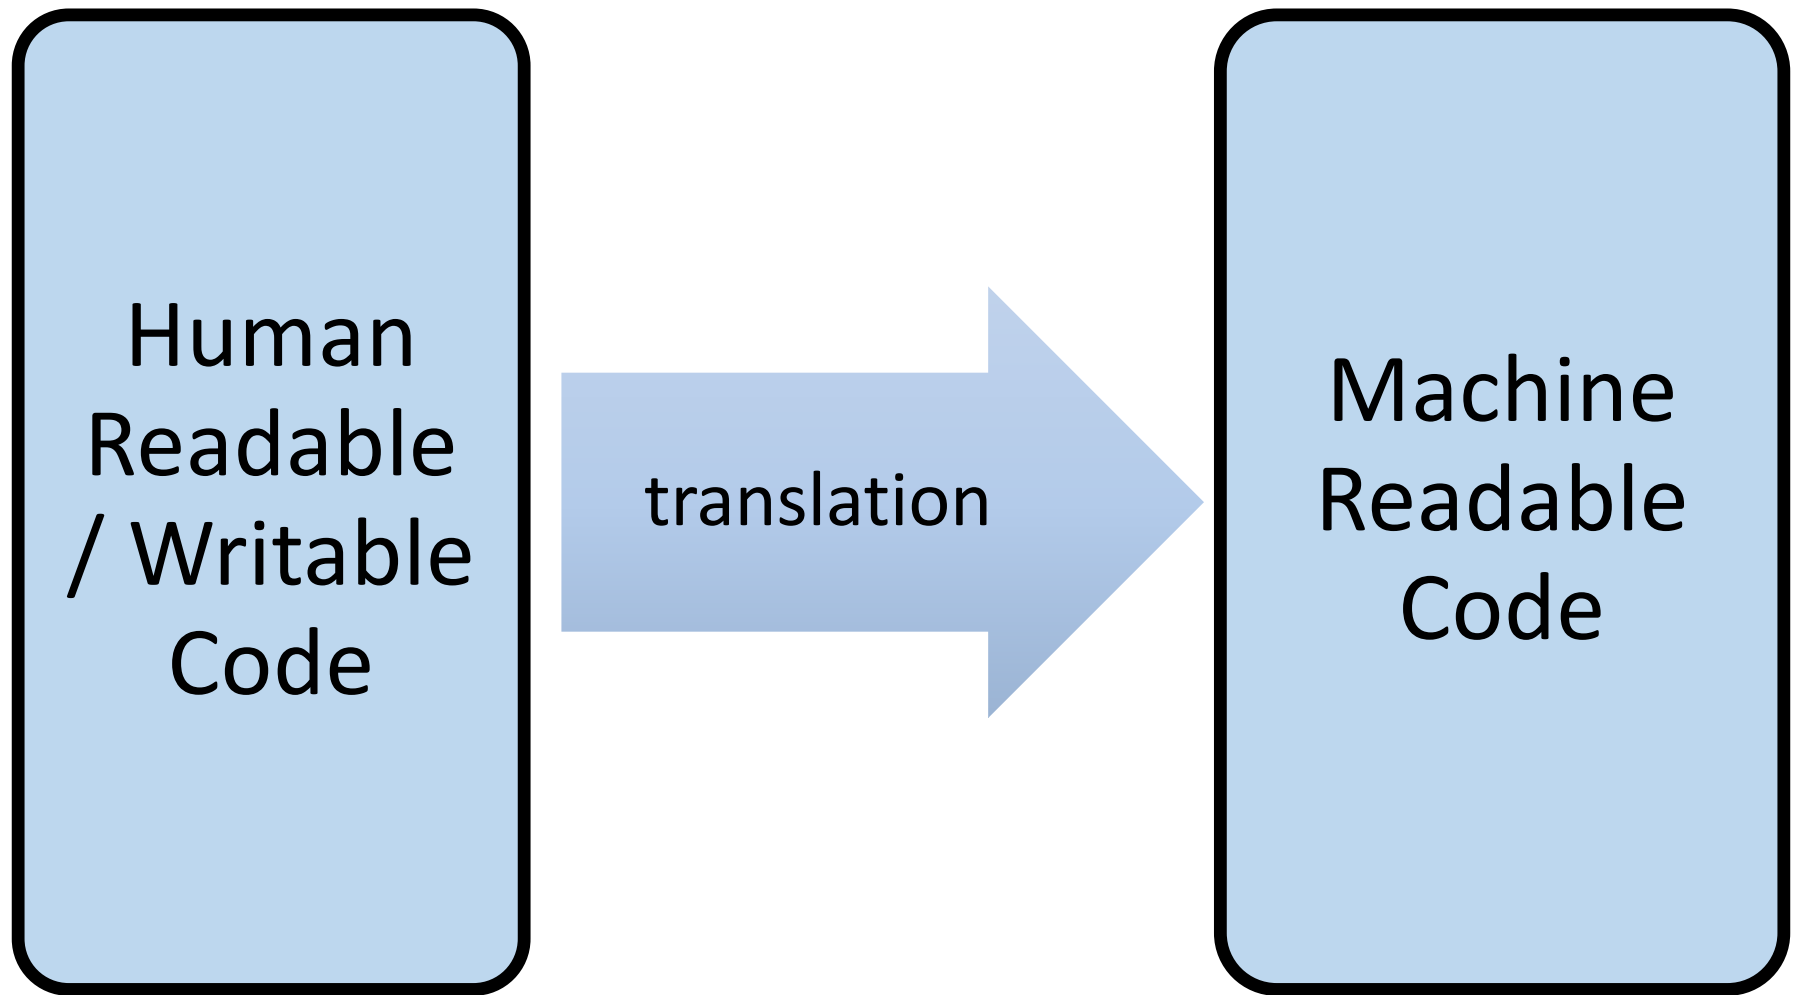 Human
Readable
/ Writable
Code
translation
Machine
Readable
Code